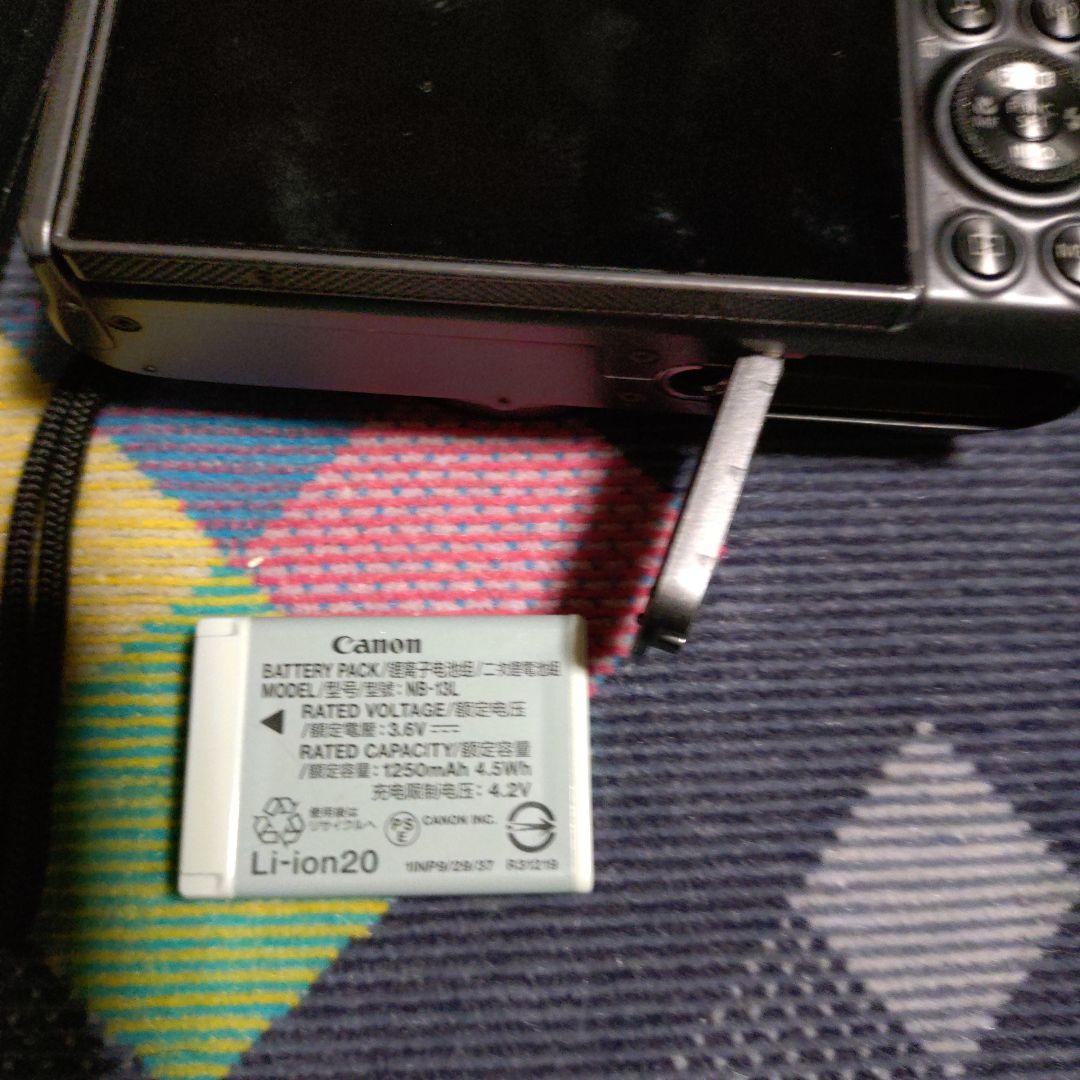 Canon
BATTERY PACK/锂离子电池组/二次鋰電池組
MODEL/型号/型號: NB-13L
RATED VOLTAGE/额定电压
/額定電壓: 3.6V
RATED CAPACITY/额定容量
/額定容量: 1250mAh 4.5Wh
充电限制电压: 4.2V
使用後は
リサイクルへ
PS
E
CANON INC.
Li-ion20
1INP9/29/37 R31219